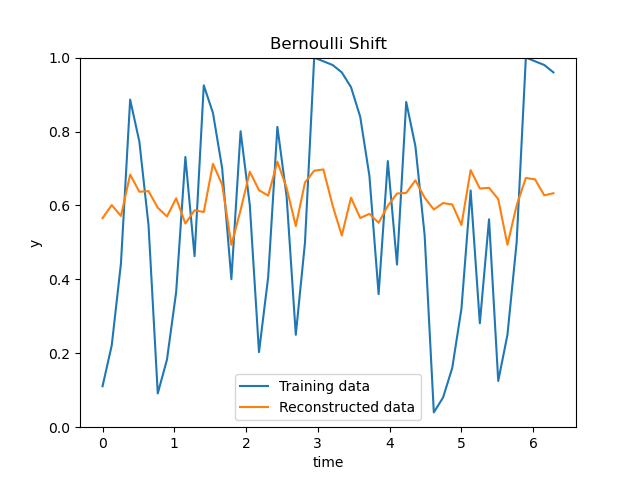 Bernoulli Shift
y
1.0
0.8
0.6
0.4
0.2
0.0
Training data
Reconstructed data
0 1 2 3 4 5 6
time